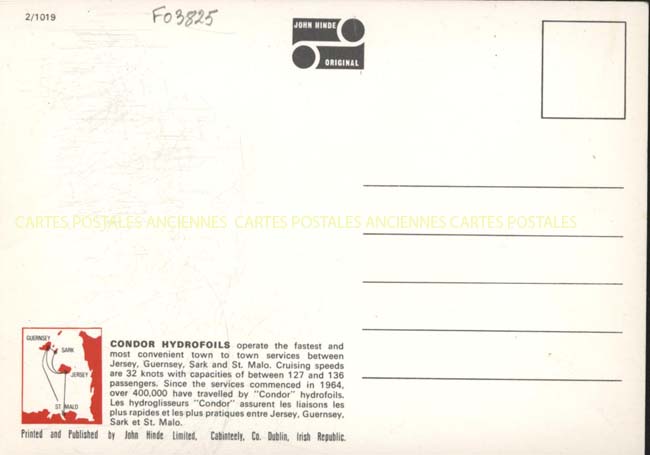 2/1019
FO3825
JOHN HINDE
ORIGINAL
CARTES POSTALES ANCIENNES CARTES POSTALES ANCIENNES CARTES POSTALES
GUERNSEY
SARK
JERSEY
ST. MALO
CONDOR HYDROFOILS operate the fastest and
most convenient town to town services between
Jersey, Guernsey, Sark and St. Malo. Cruising speeds
are 32 knots with capacities of between 127 and 136
passengers. Since the services commenced in 1964,
over 400,000 have travelled by "Condor" hydrofoils.
Les hydroglisseurs "Condor" assurent les liaisons les
plus rapides et les plus pratiques entre Jersey, Guernsey,
Sark et St. Malo.
Printed and Published by John Hinde Limited, Cabinteely, Co. Dublin, Irish Republic.